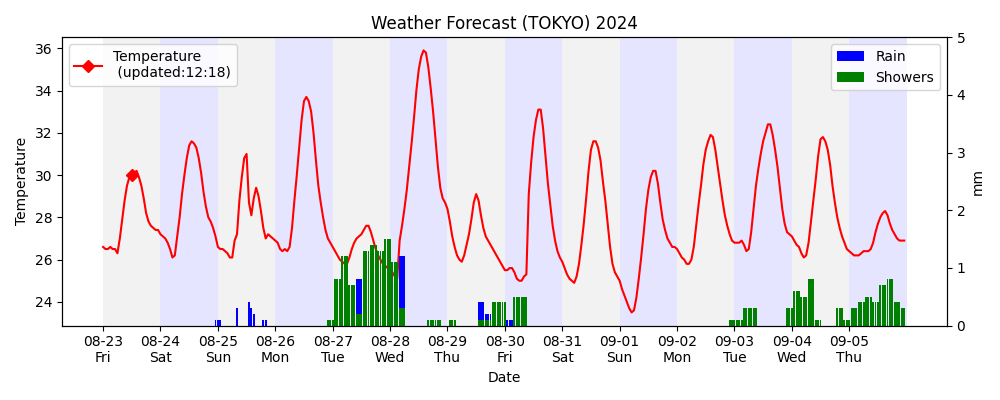 Weather Forecast (TOKYO) 2024
Temperature
(updated:12:18)
Rain
Showers
36
34
32
30
28
26
24
Temperature
5
4
3
2
1
0
mm
08-23 08-24 08-25 08-26 08-27 08-28 08-29 08-30 08-31 09-01 09-02 09-03 09-04 09-05
Fri Sat Sun Mon Tue Wed Thu Fri Sat Sun Mon Tue Wed Thu
Date